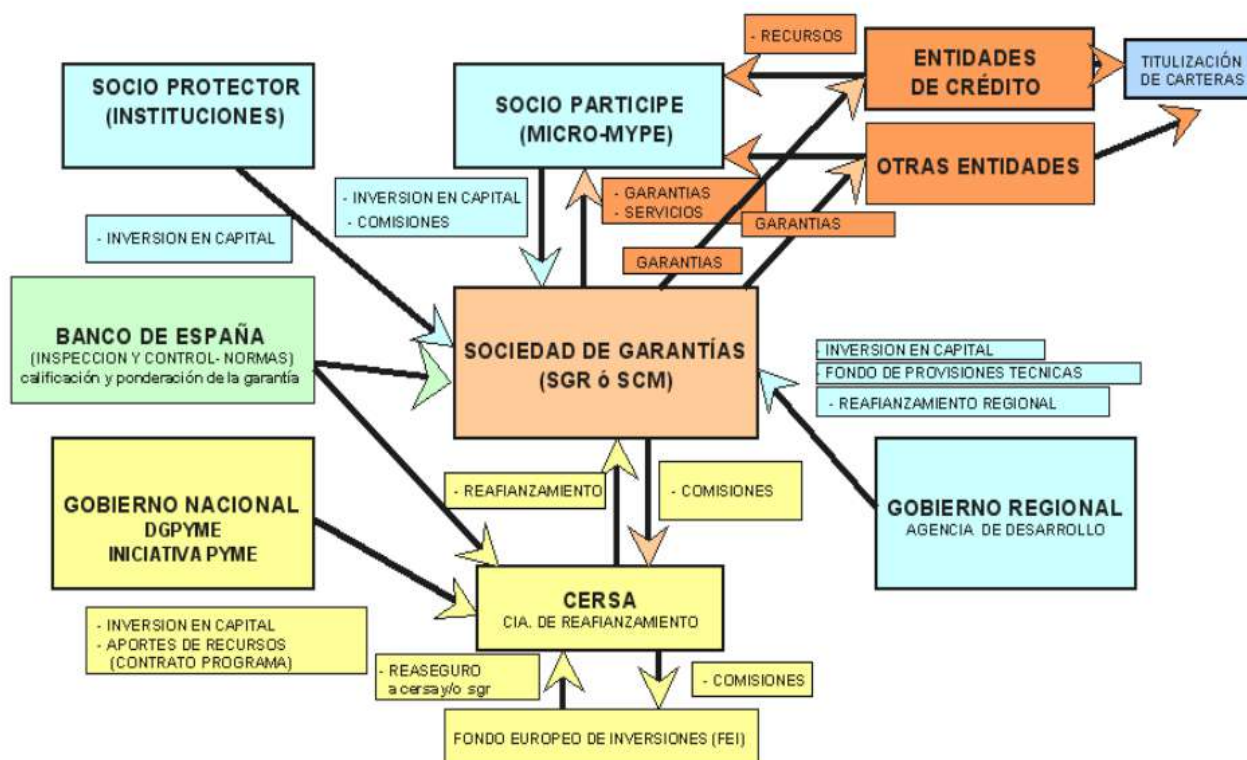 - RECURSOS
ENTIDADES
DE CRÉDITO
TITULIZACIÓN
DE CARTERAS
SOCIO PROTECTOR
(INSTITUCIONES)
SOCIO PARTICIPE
(MICRO-MYPE)
OTRAS ENTIDADES
- INVERSION EN CAPITAL
- COMISIONES
- GARANTIAS
- SERVICIOS
GARANTIAS
- INVERSION EN CAPITAL
GARANTIAS
BANCO DE ESPAÑA
(INSPECCION Y CONTROL- NORMAS)
calificación y ponderación de la garantía
SOCIEDAD DE GARANTÍAS
(SGR ó SCM)
- INVERSION EN CAPITAL
- FONDO DE PROVISIONES TECNICAS
- REAFIANZAMIENTO REGIONAL
GOBIERNO NACIONAL
DGPYME
INICIATIVA PYME
- REAFIANZAMIENTO
- COMISIONES
GOBIERNO REGIONAL
AGENCIA DE DESARROLLO
CERSA
CIA. DE REAFIANZAMIENTO
- INVERSION EN CAPITAL
- APORTES DE RECURSOS
(CONTRATO PROGRAMA)
- REASEGURO
a cersa y/o sgr
- COMISIONES
FONDO EUROPEO DE INVERSIONES (FEI)